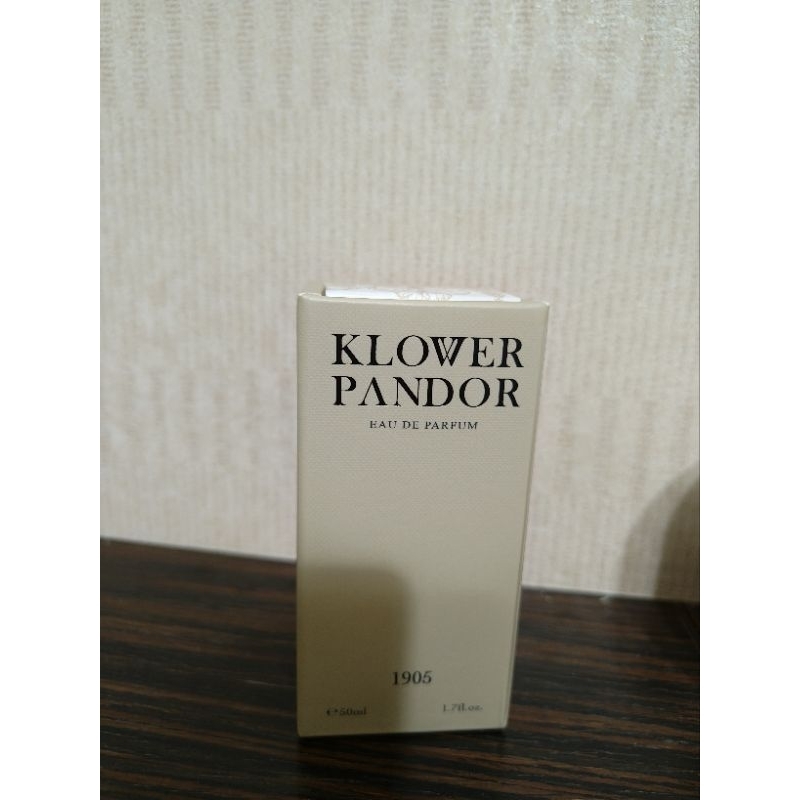 KLOWER
PANDOR
EAU DE PARFUM
1905
℮50ml
1.7fl.oz.